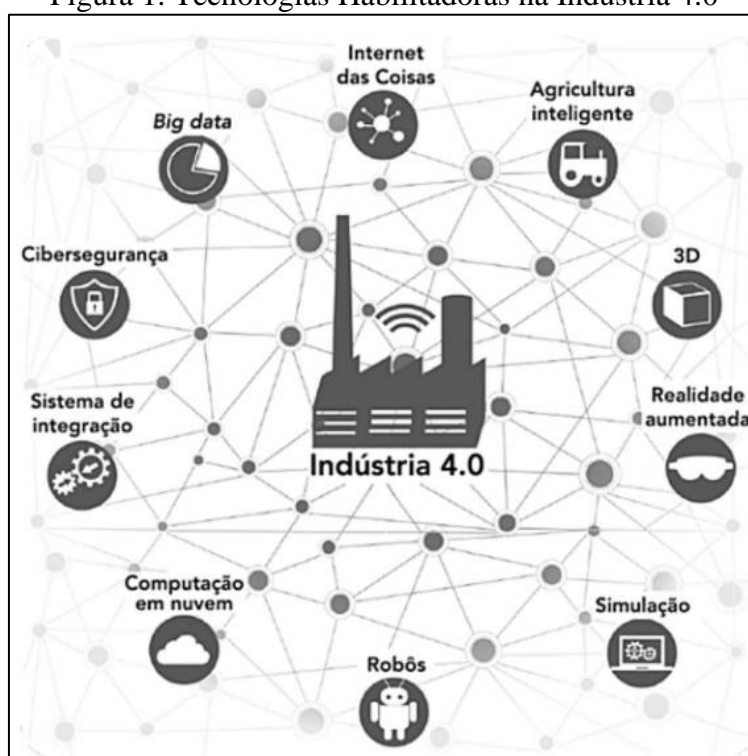 Figura 1: Tecnologias Habilitadoras na Indústria 4.0
Internet
das Coisas
Agricultura
inteligente
Big data
Cibersegurança
3D
Sistema de
integração
Realidade
aumentada
Indústria 4.0
Computação
em nuvem
Simulação
Robôs